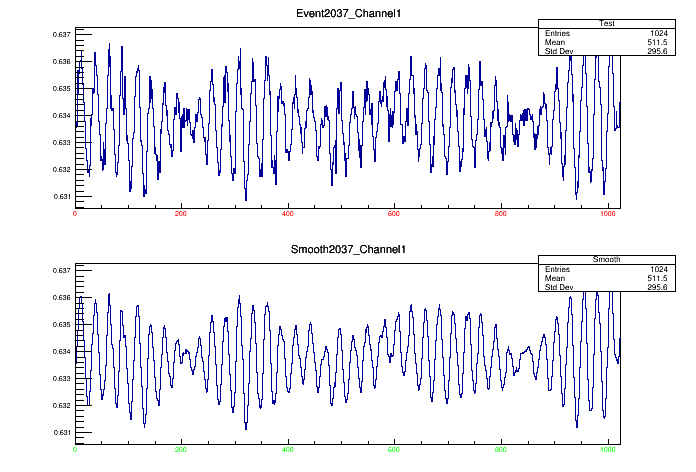 Event2037_Channel1
Test
Entries 1024
Mean 511.5
Std Dev 295.6
0.637
0.636
0.635
0.634
0.633
0.632
0.631
0 200 400 600 800 1000
Smooth2037_Channel1
Smooth
Entries 1024
Mean 511.5
Std Dev 295.6
0.637
0.636
0.635
0.634
0.633
0.632
0.631
0 200 400 600 800 1000